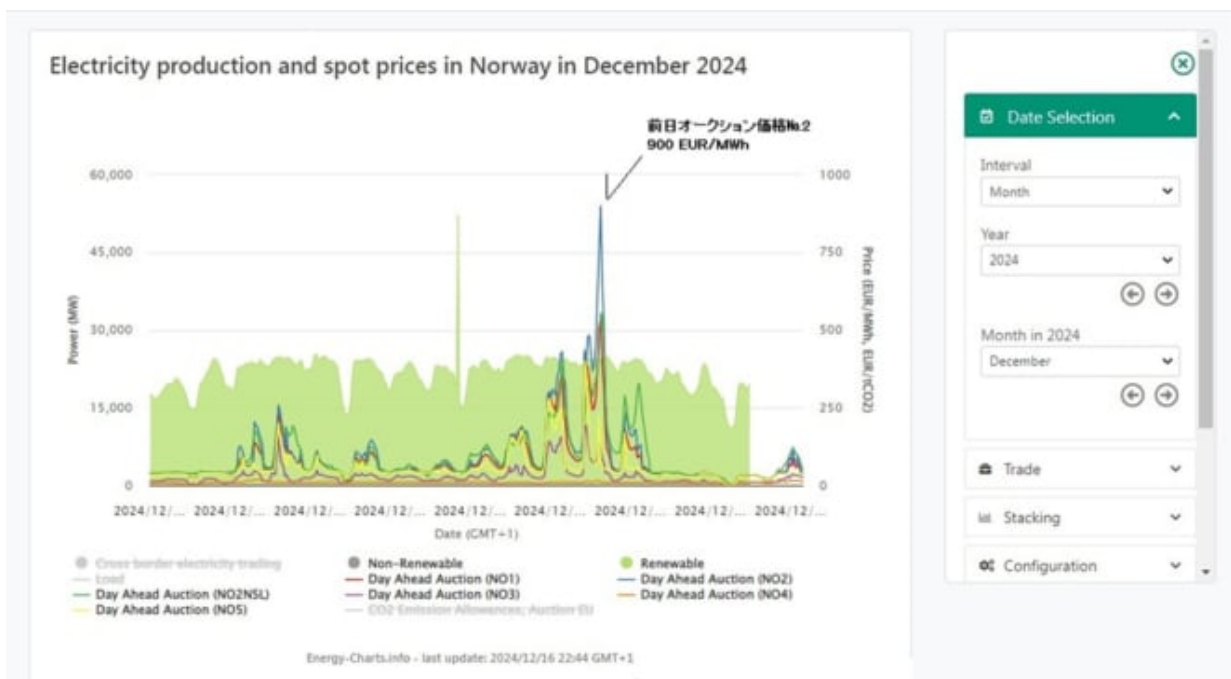 Electricity production and spot prices in Norway in December 2024
前日オークション価格№2
900 EUR/MWh
60,000
45,000
30,000
15,000
0
Power (MW)
1000
750
500
250
0
Price (EUR/MWh, EUR/tCO2)
2024/12/... 2024/12/... 2024/12/... 2024/12/... 2024/12/... 2024/12/... 2024/12/... 2024/12/... 2024/12/...
Date (GMT+1)
Cross border electricity trading Non-Renewable Renewable
Load Day Ahead Auction (NO1) Day Ahead Auction (NO2)
Day Ahead Auction (NO2NSL) Day Ahead Auction (NO3) Day Ahead Auction (NO4)
Day Ahead Auction (NO5) CO2 Emission Allowances, Auction EU
Energy-Charts.info - last update: 2024/12/16 22:44 GMT+1
Date Selection
Interval
Month
Year
2024
Month in 2024
December
Trade
Stacking
Configuration